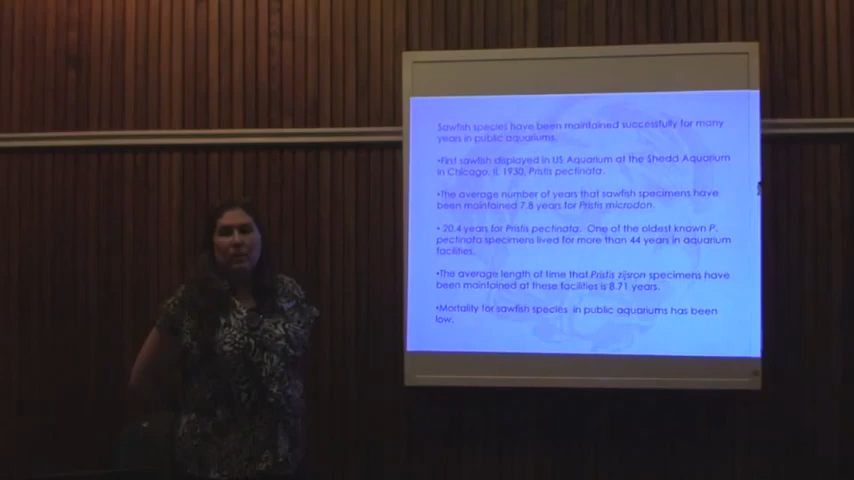 Sawfish species have been maintained successfully for many
years in public aquariums.
•First sawfish displayed in US Aquarium at the Shedd Aquarium
in Chicago, IL 1930, Pristis pectinata.
•The average number of years that sawfish specimens have
been maintained 7.8 years for Pristis microdon.
• 20.4 years for Pristis pectinata. One of the oldest known P.
pectinata specimens lived for more than 44 years in aquarium
facilities.
•The average length of time that Pristis zijsron specimens have
been maintained at these facilities is 8.71 years.
•Mortality for sawfish species in public aquariums has been
low.